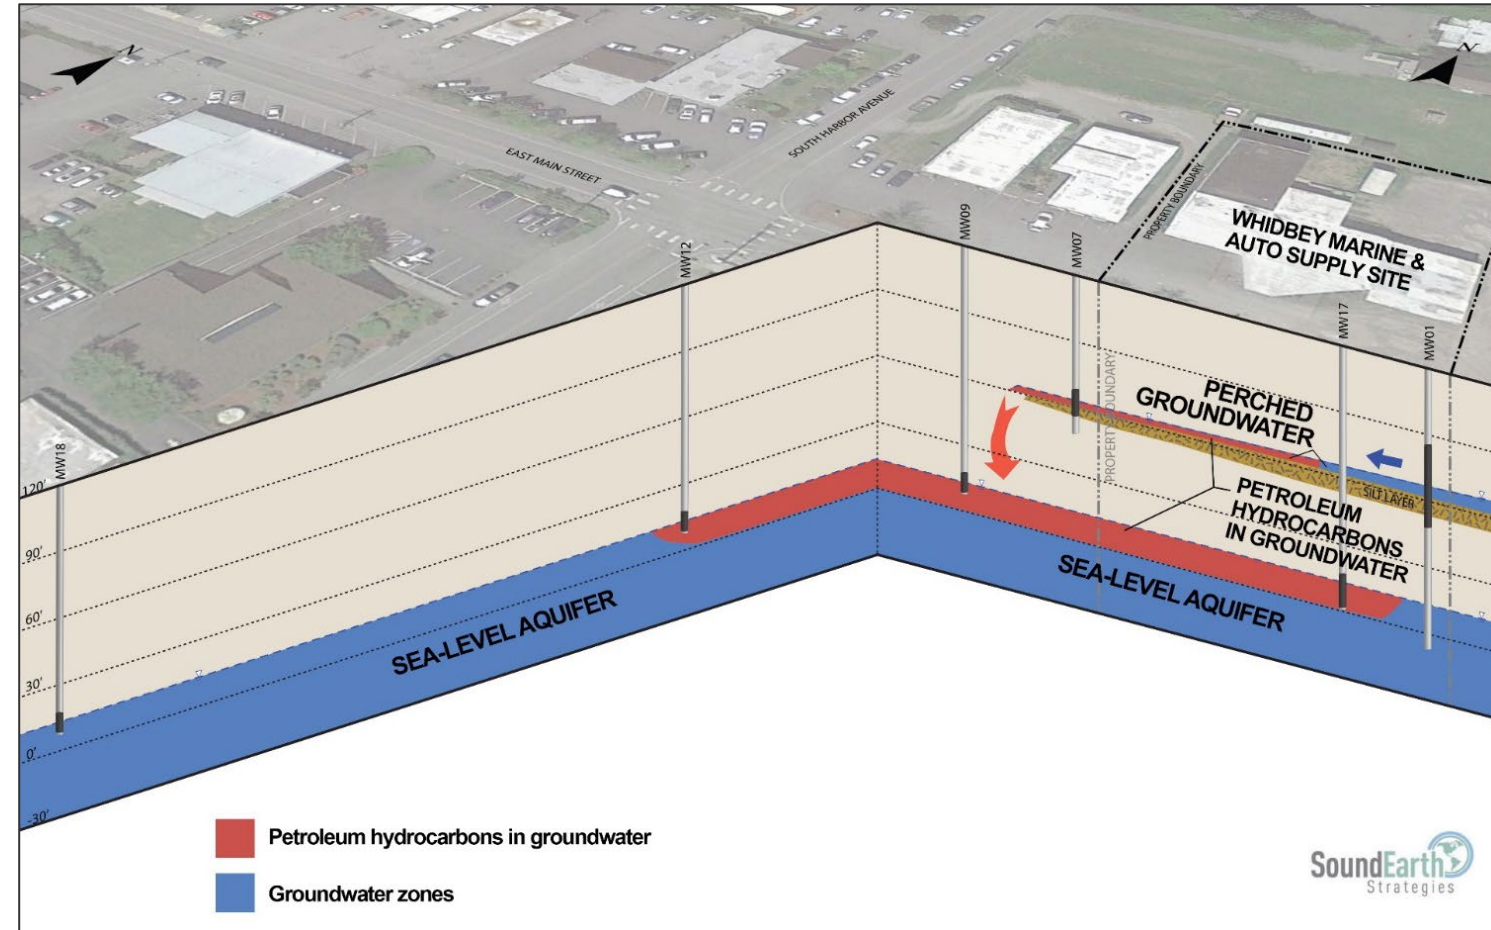 N
N
EAST MAIN STREET
SOUTH HARBOR AVENUE
PROPERTY BOUNDARY
WHIDBEY MARINE &
AUTO SUPPLY SITE
MW18
MW12
MW09
MW07
MW17
MW01
PROPERTY BOUNDARY
PERCHED
GROUNDWATER
SILT LAYER
PETROLEUM
HYDROCARBONS
IN GROUNDWATER
120'
90'
60'
30'
0'
-30'
SEA-LEVEL AQUIFER
SEA-LEVEL AQUIFER
Petroleum hydrocarbons in groundwater
Groundwater zones
SoundEarth
Strategies